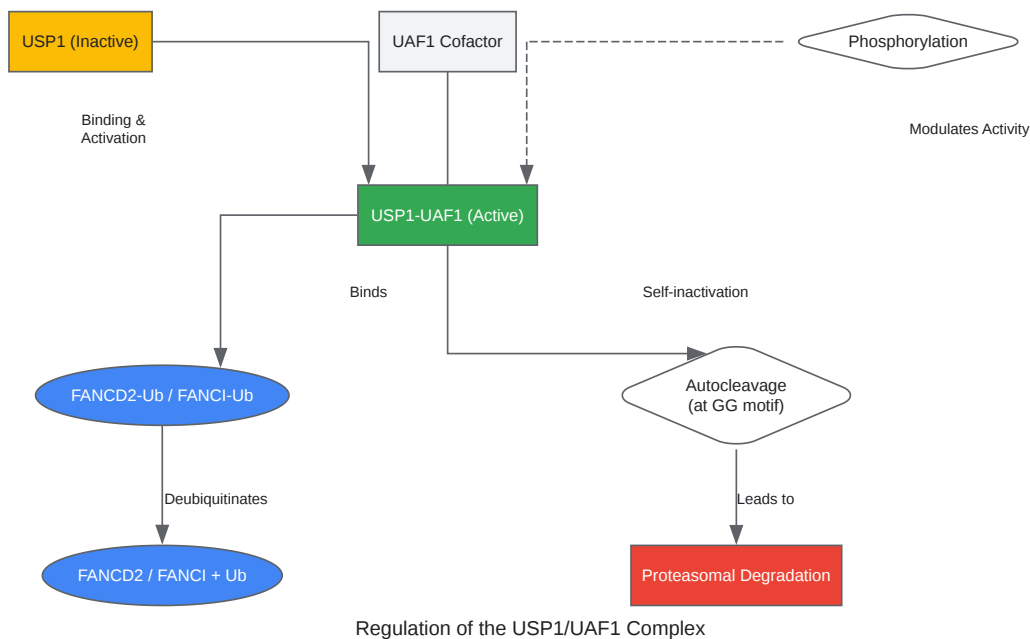 USP1 (Inactive)
UAF1 Cofactor
Phosphorylation
Binding &
Activation
Modulates Activity
USP1-UAF1 (Active)
Binds
Self-inactivation
FANCD2-Ub / FANCI-Ub
Autocleavage
(at GG motif)
Deubiquitinates
Leads to
FANCD2 / FANCI + Ub
Proteasomal Degradation
Regulation of the USP1/UAF1 Complex